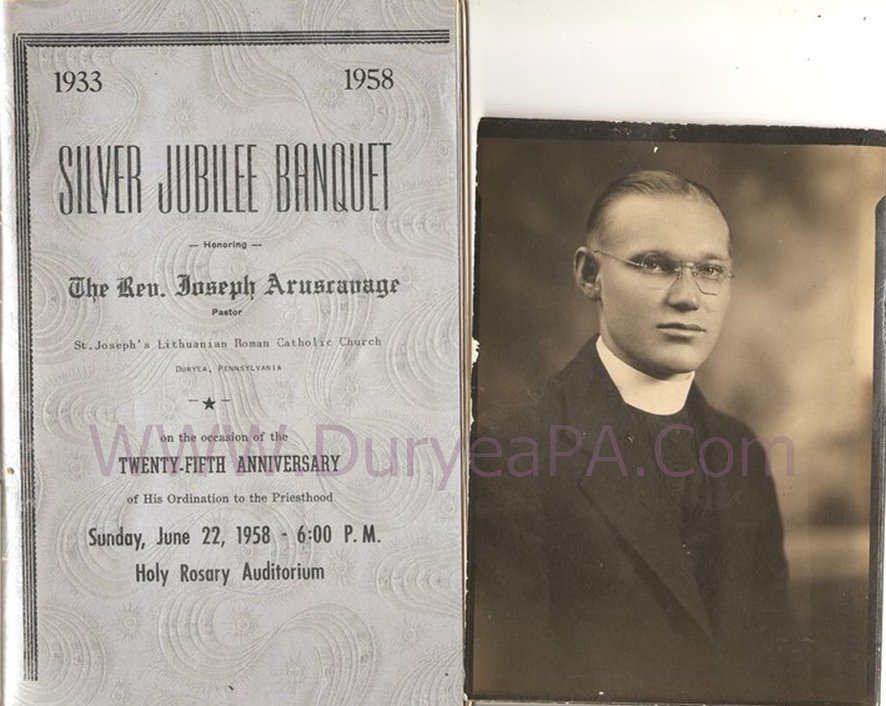 1933 1958
SILVER JUBILEE BANQUET
— Honoring —
The Rev. Joseph Aruscavage
Pastor
St. Joseph's Lithuanian Roman Catholic Church
DURYEA, PENNSYLVANIA
on the occasion of the
TWENTY-FIFTH ANNIVERSARY
of His Ordination to the Priesthood
Sunday, June 22, 1958 - 6:00 P. M.
Holy Rosary Auditorium
WWW.DuryeaPA.Com